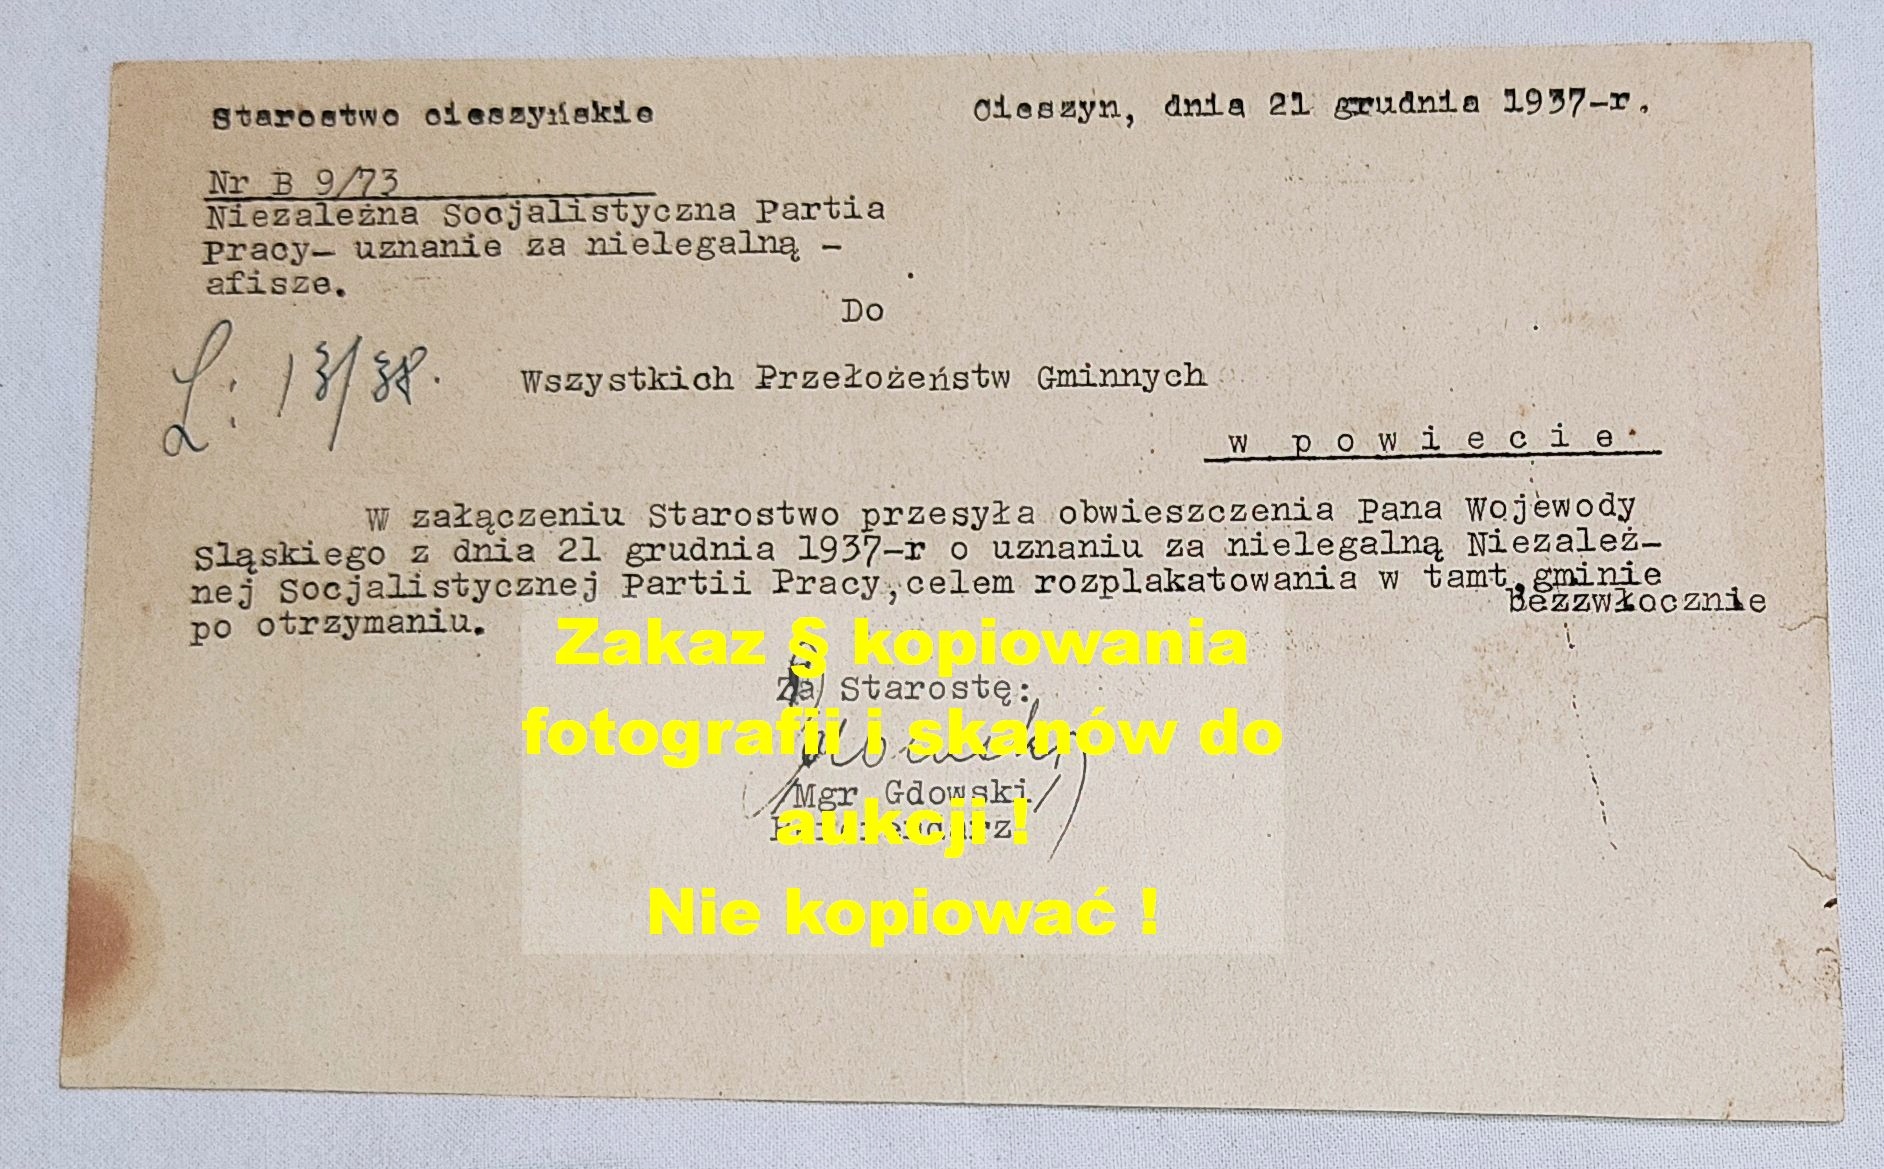 Starostwo cieszyńskie
Cieszyn, dnia 21 grudnia 1937-r.
Nr B 9/73
Niezależna Socjalistyczna Partia
Pracy- uznanie za nielegalną -
afisze.
Do
L: 13/38.
Wszystkich Przełożeństw Gminnych
w powiecie
W załączeniu Starostwo przesyła obwieszczenia Pana Wojewody
Sląskiego z dnia 21 grudnia 1937-r o uznaniu za nielegalną Niezależ-
nej Socjalistycznej Partii Pracy, celem rozplakatowania w tamt.gminie
bezzwłocznie
po otrzymaniu.
Za Starostę:
/Mgr Gdowski/
Zakaz § kopiowania
fotografii i skanów do
aukcji !
Nie kopiować !